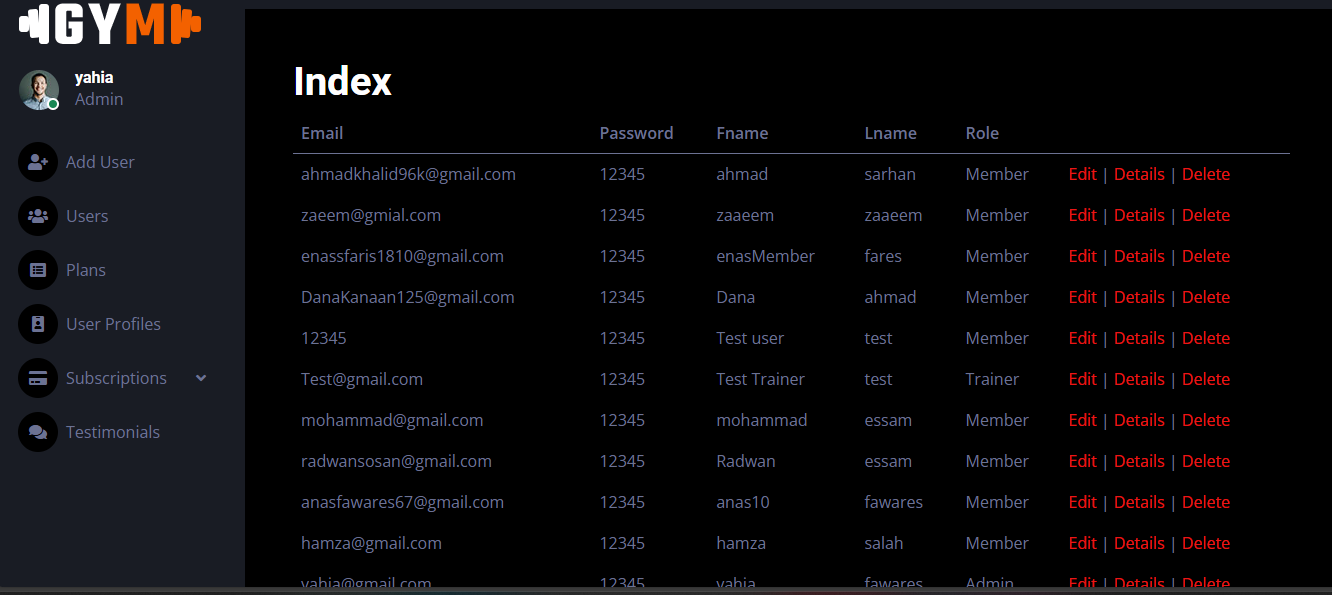 GYM
yahia
Admin
Add User
Users
Plans
User Profiles
Subscriptions
Testimonials
Index
Email Password Fname Lname Role
ahmadkhalid96k@gmail.com 12345 ahmad sarhan Member Edit | Details | Delete
zaeem@gmial.com 12345 zaaeem zaaeem Member Edit | Details | Delete
enassfaris1810@gmail.com 12345 enasMember fares Member Edit | Details | Delete
DanaKanaan125@gmail.com 12345 Dana ahmad Member Edit | Details | Delete
12345 12345 Test user test Member Edit | Details | Delete
Test@gmail.com 12345 Test Trainer test Trainer Edit | Details | Delete
mohammad@gmail.com 12345 mohammad essam Member Edit | Details | Delete
radwansosan@gmail.com 12345 Radwan essam Member Edit | Details | Delete
anasfawares67@gmail.com 12345 anas10 fawares Member Edit | Details | Delete
hamza@gmail.com 12345 hamza salah Member Edit | Details | Delete
yahia@gmail.com 12345 yahia fawares Admin Edit | Details | Delete